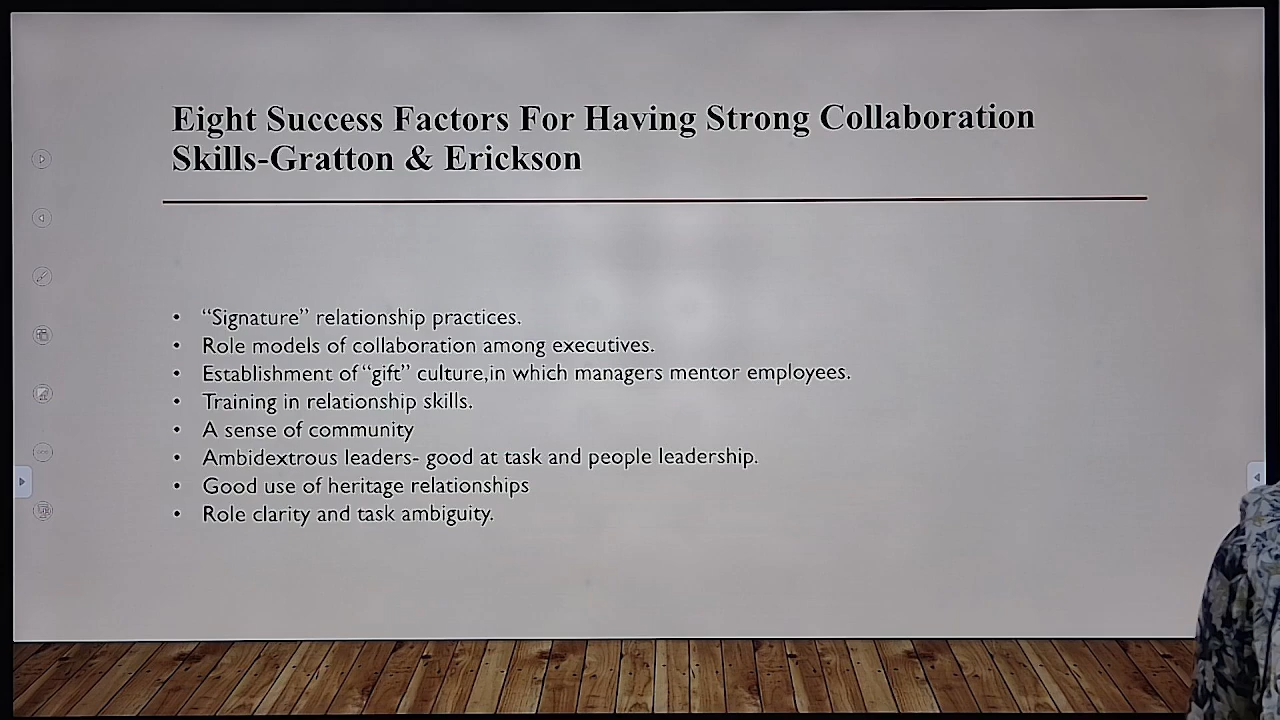 Eight Success Factors For Having Strong Collaboration
Skills-Gratton & Erickson
• “Signature” relationship practices.
• Role models of collaboration among executives.
• Establishment of “gift” culture,in which managers mentor employees.
• Training in relationship skills.
• A sense of community
• Ambidextrous leaders- good at task and people leadership.
• Good use of heritage relationships
• Role clarity and task ambiguity.